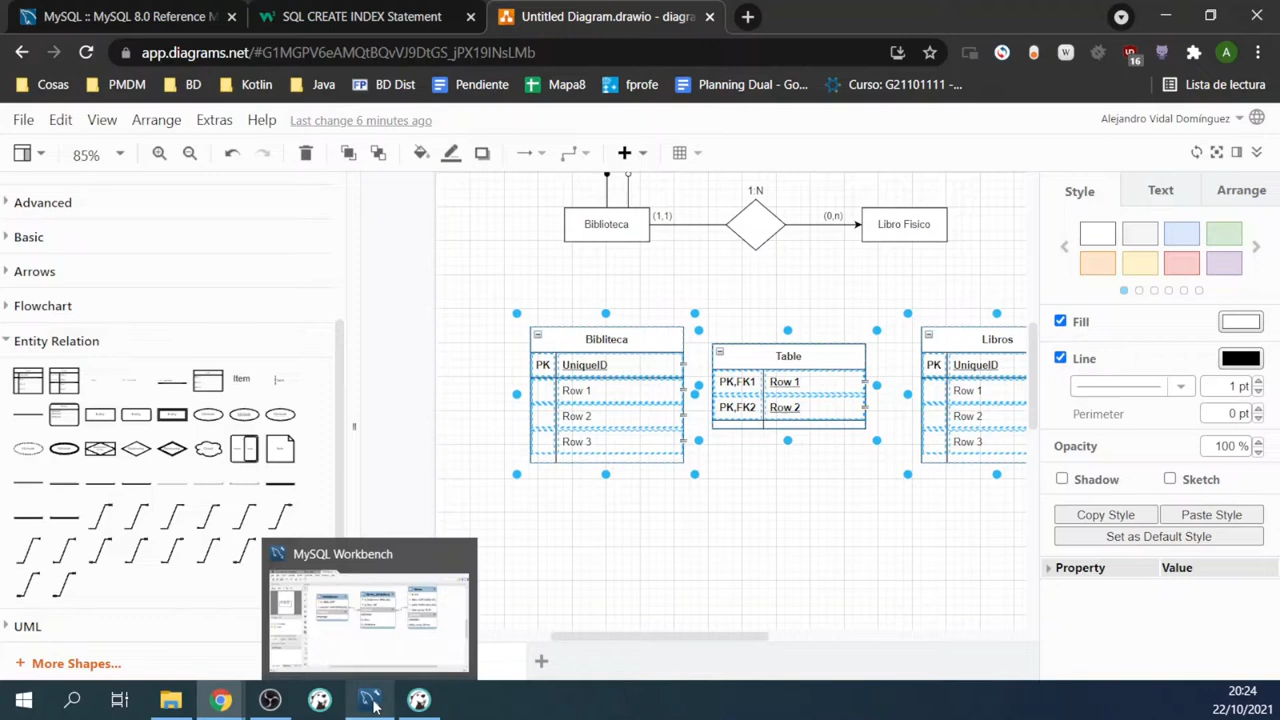 MySQL :: MySQL 8.0 Reference M
SQL CREATE INDEX Statement
Untitled Diagram.drawio - diagra
app.diagrams.net/#G1MGPV6eAMQtBQvVJ9DtGS_jPX19INsLMb
W
16
A
Cosas
PMDM
BD
Kotlin
Java
BD Dist
Pendiente
Mapa8
fprofe
Planning Dual - Go...
Curso: G21101111 -...
Lista de lectura
File
Edit
View
Arrange
Extras
Help
Last change 6 minutes ago
Alejandro Vidal Domínguez
85%
Advanced
Basic
Arrows
Flowchart
Entity Relation
Item
UML
+ More Shapes...
1:N
Biblioteca
(1,1)
(0,n)
Libro Fisico
Bibliteca
PK UniqueID
Row 1
Row 2
Row 3
Table
PK,FK1 Row 1
PK,FK2 Row 2
Libros
PK UniqueID
Row 1
Row 2
Row 3
Style
Text
Arrange
Fill
Line
1 pt
Perimeter
0 pt
Opacity
100 %
Shadow
Sketch
Copy Style
Paste Style
Set as Default Style
Property
Value
MySQL Workbench
20:24
22/10/2021